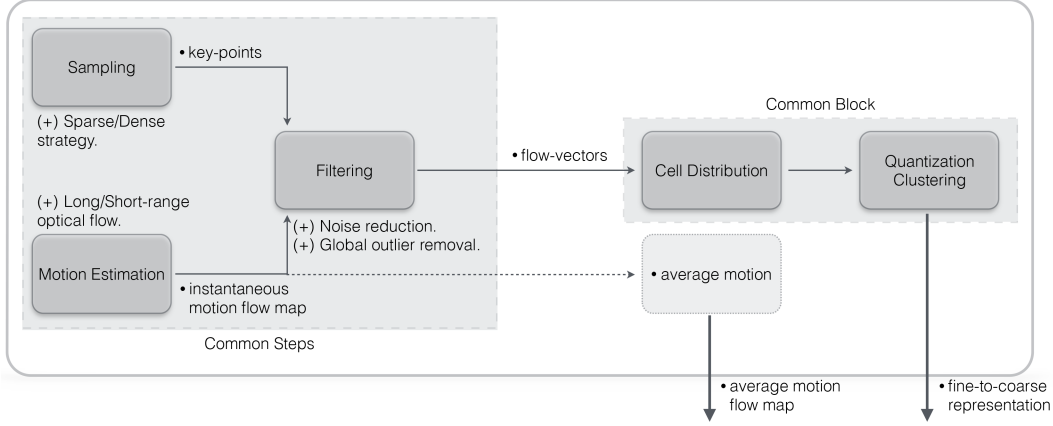 Sampling
• key-points
(+) Sparse/Dense
strategy.
Common Block
Filtering
• flow-vectors
Cell Distribution
Quantization
Clustering
(+) Long/Short-range
optical flow.
(+) Noise reduction.
(+) Global outlier removal.
Motion Estimation
• instantaneous
motion flow map
• average motion
Common Steps
• average motion
flow map
• fine-to-coarse
representation